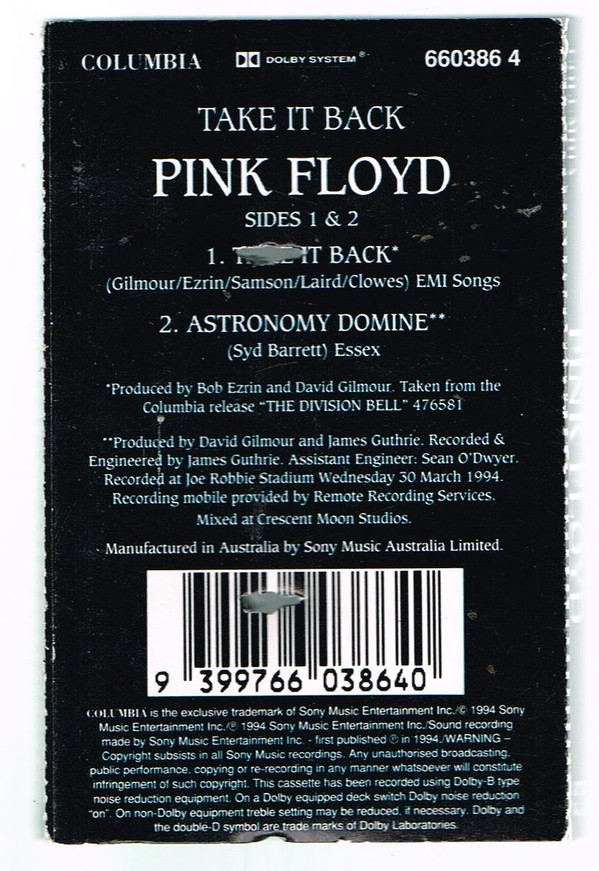 COLUMBIA DOLBY SYSTEM ® 660386 4
TAKE IT BACK
PINK FLOYD
SIDES 1 & 2
1. IT BACK*
(Gilmour/Ezrin/Samson/Laird/Clowes) EMI Songs
2. ASTRONOMY DOMINE**
(Syd Barrett) Essex
*Produced by Bob Ezrin and David Gilmour. Taken from the
Columbia release "THE DIVISION BELL" 476581
**Produced by David Gilmour and James Guthrie. Recorded &
Engineered by James Guthrie. Assistant Engineer: Sean O'Dwyer.
Recorded at Joe Robbie Stadium Wednesday 30 March 1994.
Recording mobile provided by Remote Recording Services.
Mixed at Crescent Moon Studios.
Manufactured in Australia by Sony Music Australia Limited.
9 399766 038640
COLUMBIA is the exclusive trademark of Sony Music Entertainment Inc./© 1994 Sony
Music Entertainment Inc./℗ 1994 Sony Music Entertainment Inc./Sound recording
made by Sony Music Entertainment Inc. - first published ℗ in 1994./WARNING –
Copyright subsists in all Sony Music recordings. Any unauthorised broadcasting,
public performance, copying or re-recording in any manner whatsoever will constitute
infringement of such copyright. This cassette has been recorded using Dolby-B type
noise reduction equipment. On a Dolby equipped deck switch Dolby noise reduction
"on". On non-Dolby equipment treble setting may be reduced, if necessary. Dolby and
the double-D symbol are trade marks of Dolby Laboratories.